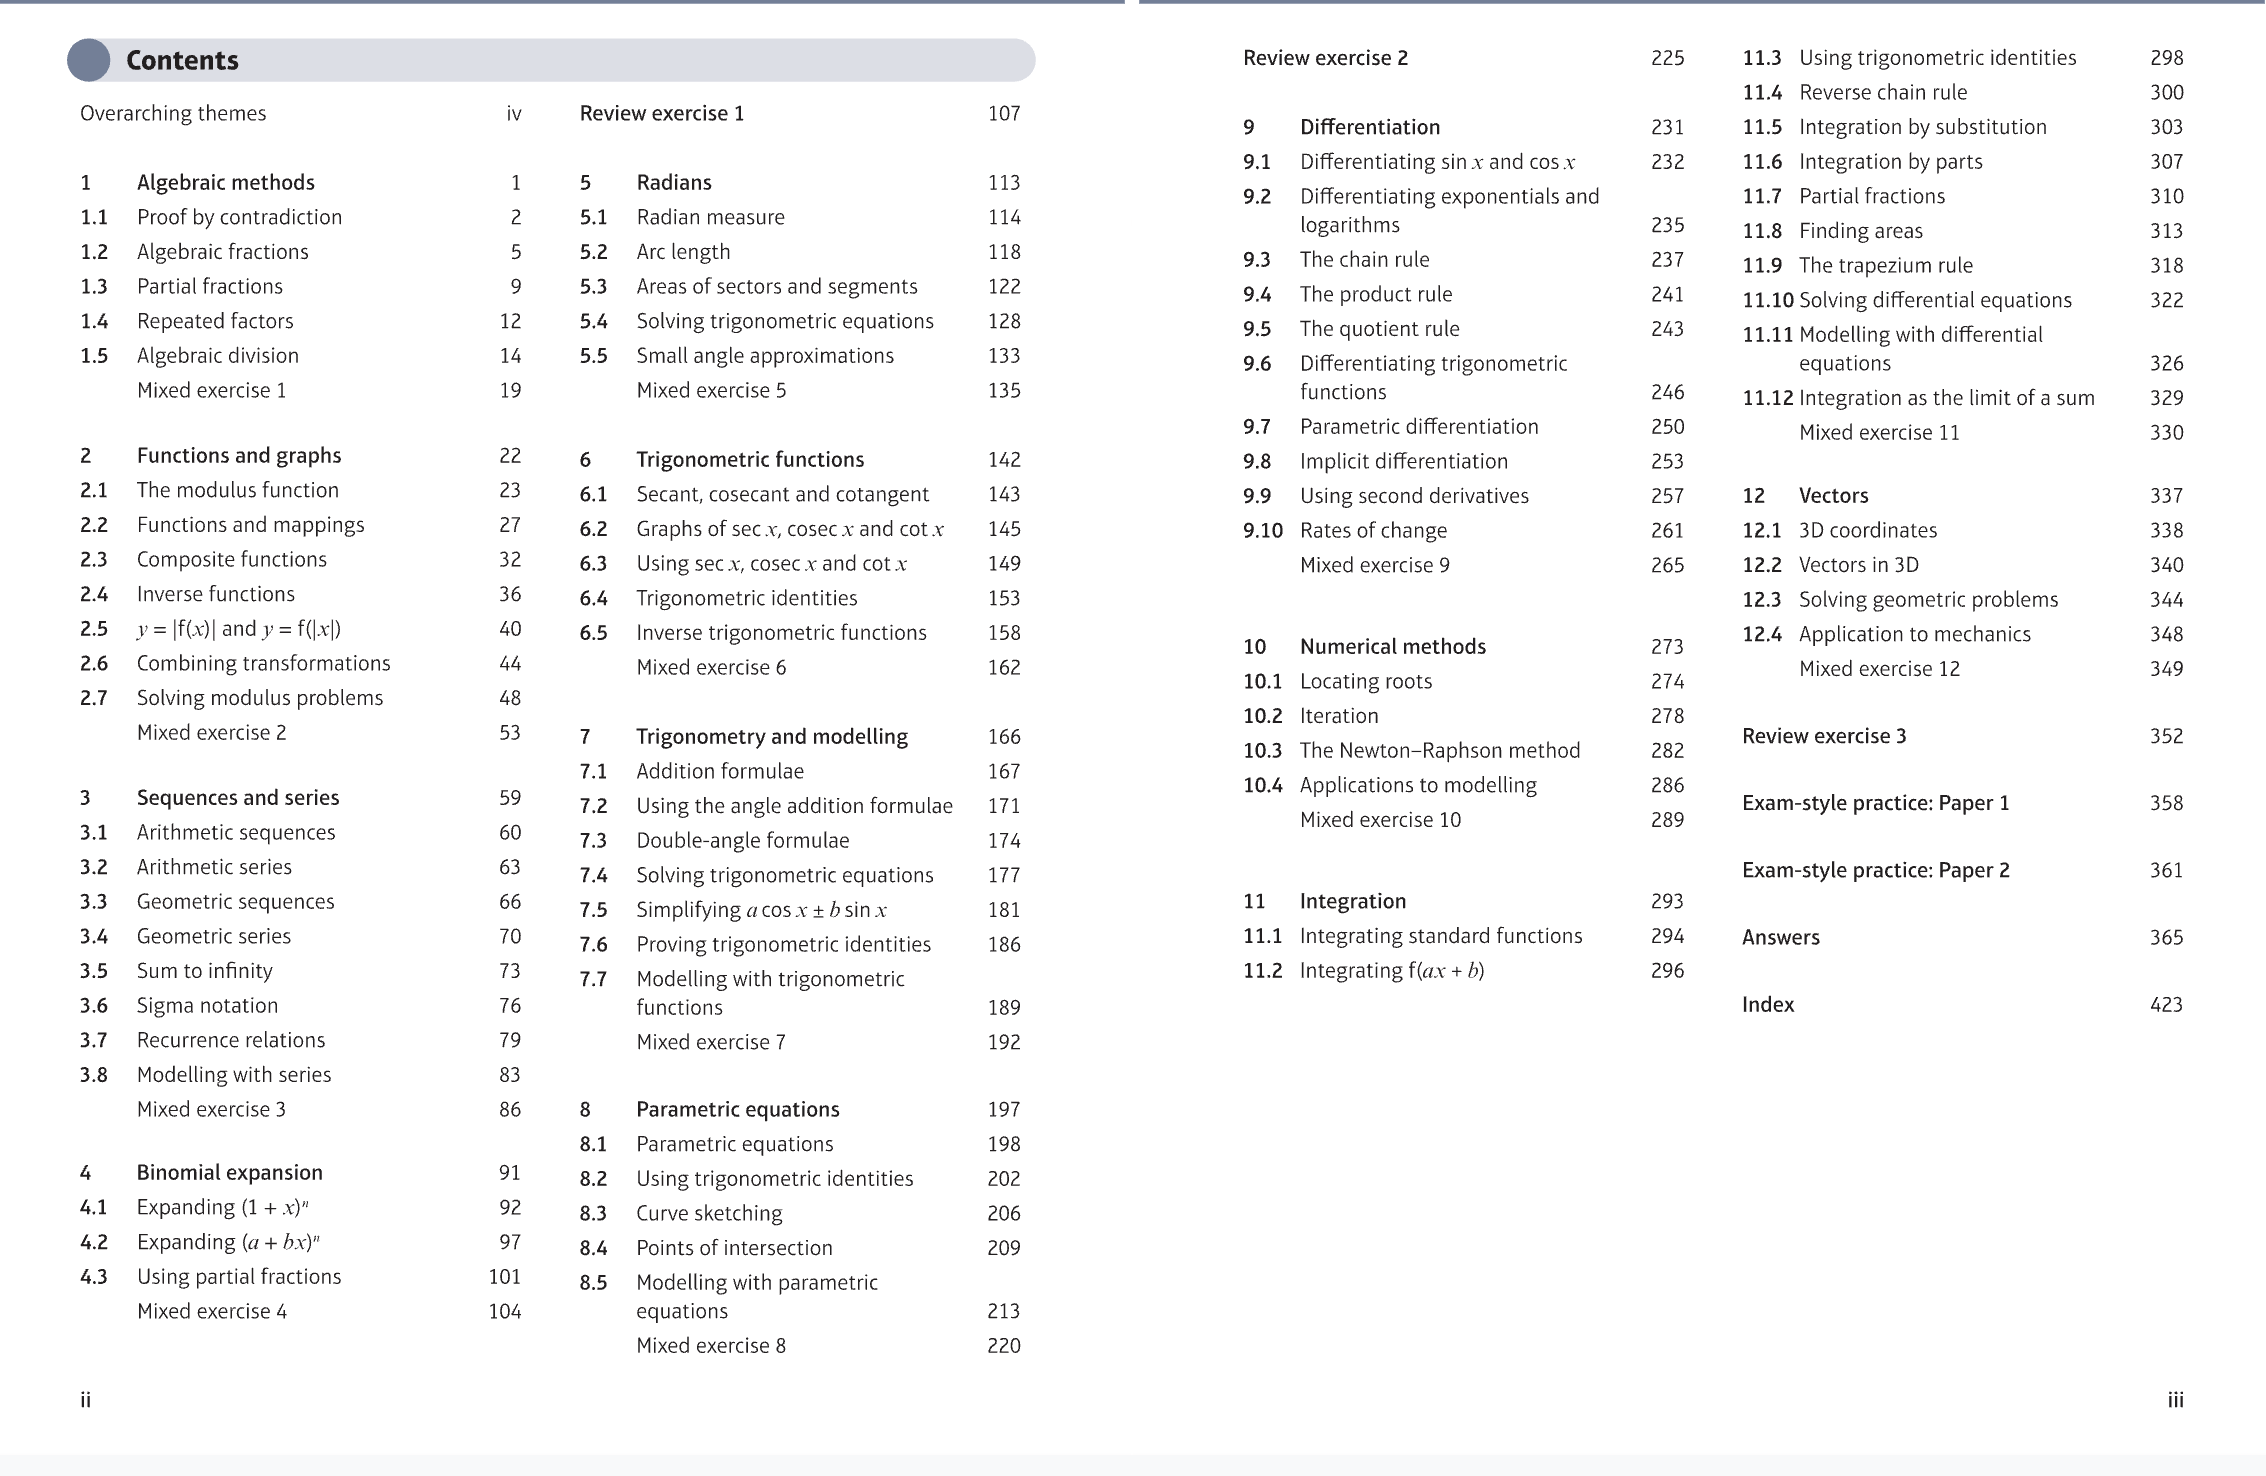 Contents
Overarching themes iv
1 Algebraic methods 1
1.1 Proof by contradiction 2
1.2 Algebraic fractions 5
1.3 Partial fractions 9
1.4 Repeated factors 12
1.5 Algebraic division 14
Mixed exercise 1 19
2 Functions and graphs 22
2.1 The modulus function 23
2.2 Functions and mappings 27
2.3 Composite functions 32
2.4 Inverse functions 36
2.5 y = |f(x)| and y = f(|x|) 40
2.6 Combining transformations 44
2.7 Solving modulus problems 48
Mixed exercise 2 53
3 Sequences and series 59
3.1 Arithmetic sequences 60
3.2 Arithmetic series 63
3.3 Geometric sequences 66
3.4 Geometric series 70
3.5 Sum to infinity 73
3.6 Sigma notation 76
3.7 Recurrence relations 79
3.8 Modelling with series 83
Mixed exercise 3 86
4 Binomial expansion 91
4.1 Expanding (1 + x)ⁿ 92
4.2 Expanding (a + bx)ⁿ 97
4.3 Using partial fractions 101
Mixed exercise 4 104
Review exercise 1 107
5 Radians 113
5.1 Radian measure 114
5.2 Arc length 118
5.3 Areas of sectors and segments 122
5.4 Solving trigonometric equations 128
5.5 Small angle approximations 133
Mixed exercise 5 135
6 Trigonometric functions 142
6.1 Secant, cosecant and cotangent 143
6.2 Graphs of sec x, cosec x and cot x 145
6.3 Using sec x, cosec x and cot x 149
6.4 Trigonometric identities 153
6.5 Inverse trigonometric functions 158
Mixed exercise 6 162
7 Trigonometry and modelling 166
7.1 Addition formulae 167
7.2 Using the angle addition formulae 171
7.3 Double-angle formulae 174
7.4 Solving trigonometric equations 177
7.5 Simplifying a cos x ± b sin x 181
7.6 Proving trigonometric identities 186
7.7 Modelling with trigonometric
functions 189
Mixed exercise 7 192
8 Parametric equations 197
8.1 Parametric equations 198
8.2 Using trigonometric identities 202
8.3 Curve sketching 206
8.4 Points of intersection 209
8.5 Modelling with parametric
equations 213
Mixed exercise 8 220
ii
Review exercise 2 225
9 Differentiation 231
9.1 Differentiating sin x and cos x 232
9.2 Differentiating exponentials and
logarithms 235
9.3 The chain rule 237
9.4 The product rule 241
9.5 The quotient rule 243
9.6 Differentiating trigonometric
functions 246
9.7 Parametric differentiation 250
9.8 Implicit differentiation 253
9.9 Using second derivatives 257
9.10 Rates of change 261
Mixed exercise 9 265
10 Numerical methods 273
10.1 Locating roots 274
10.2 Iteration 278
10.3 The Newton–Raphson method 282
10.4 Applications to modelling 286
Mixed exercise 10 289
11 Integration 293
11.1 Integrating standard functions 294
11.2 Integrating f(ax + b) 296
11.3 Using trigonometric identities 298
11.4 Reverse chain rule 300
11.5 Integration by substitution 303
11.6 Integration by parts 307
11.7 Partial fractions 310
11.8 Finding areas 313
11.9 The trapezium rule 318
11.10 Solving differential equations 322
11.11 Modelling with differential
equations 326
11.12 Integration as the limit of a sum 329
Mixed exercise 11 330
12 Vectors 337
12.1 3D coordinates 338
12.2 Vectors in 3D 340
12.3 Solving geometric problems 344
12.4 Application to mechanics 348
Mixed exercise 12 349
Review exercise 3 352
Exam-style practice: Paper 1 358
Exam-style practice: Paper 2 361
Answers 365
Index 423
iii